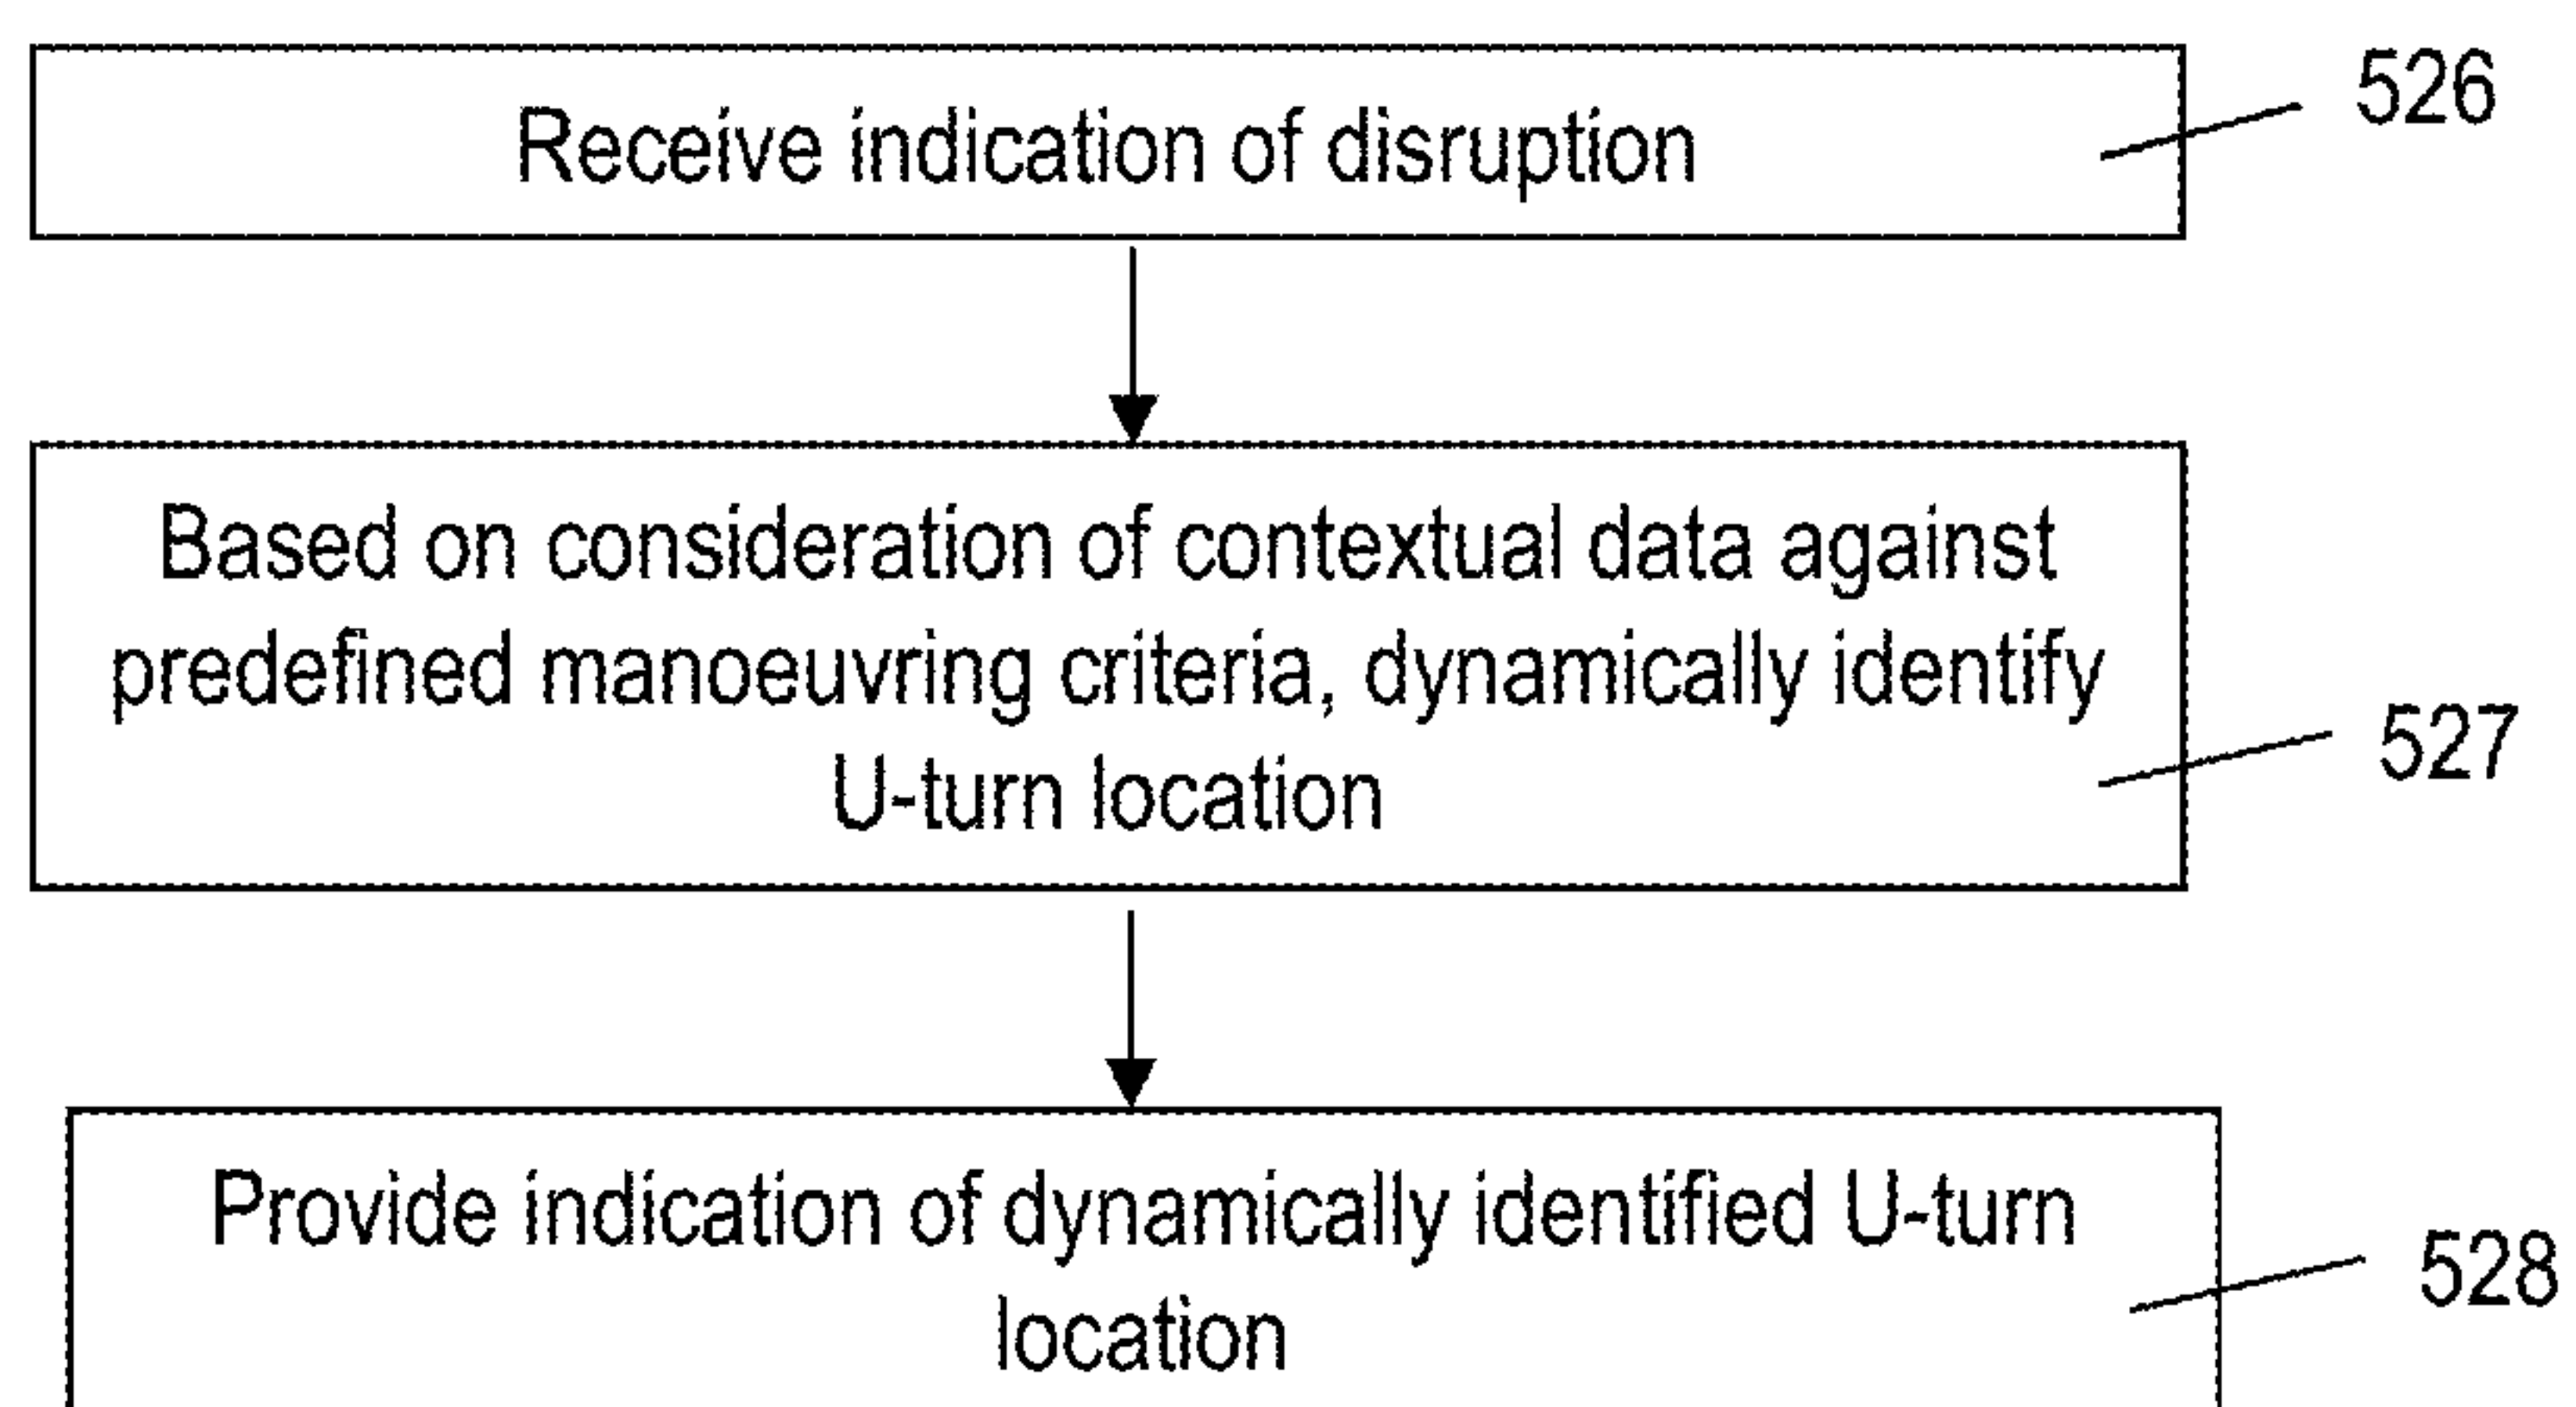 Receive indication of disruption
526
Based on consideration of contextual data against
predefined manoeuvring criteria, dynamically identify
U-turn location
527
Provide indication of dynamically identified U-turn
location
528